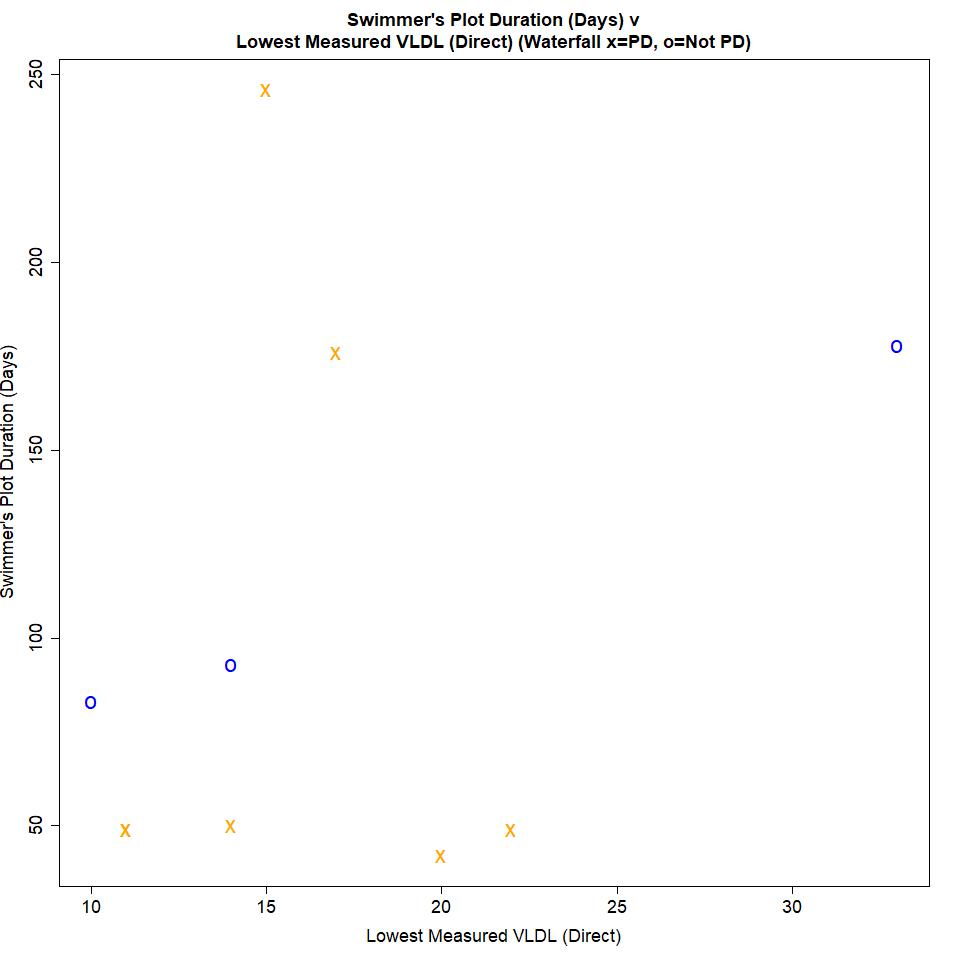 Swimmer's Plot Duration (Days) v
Lowest Measured VLDL (Direct) (Waterfall x=PD, o=Not PD)
Swimmer's Plot Duration (Days)
250
200
150
100
50
X
X
O
O
O
X
X
X
X
10
15
20
25
30
Lowest Measured VLDL (Direct)